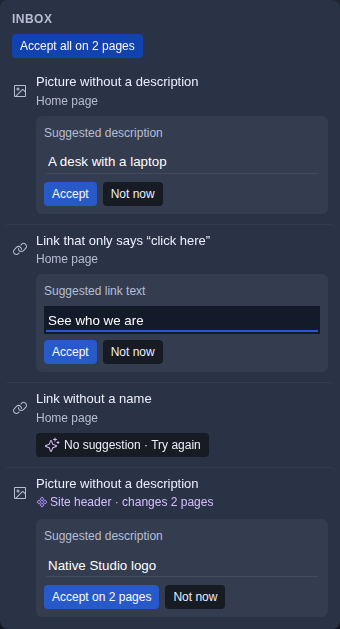 INBOX
Accept all on 2 pages
Picture without a description
Home page
Suggested description
A desk with a laptop
Accept
Not now
Link that only says “click here”
Home page
Suggested link text
See who we are
Accept
Not now
Link without a name
Home page
No suggestion · Try again
Picture without a description
Site header · changes 2 pages
Suggested description
Native Studio logo
Accept on 2 pages
Not now